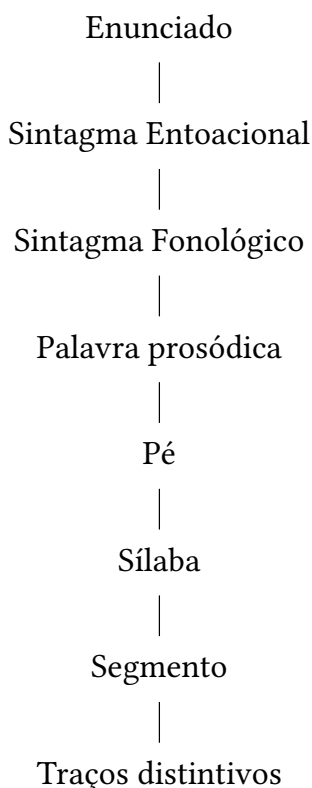 Enunciado
Sintagma Entoacional
Sintagma Fonológico
Palavra prosódica
Pé
Sílaba
Segmento
Traços distintivos